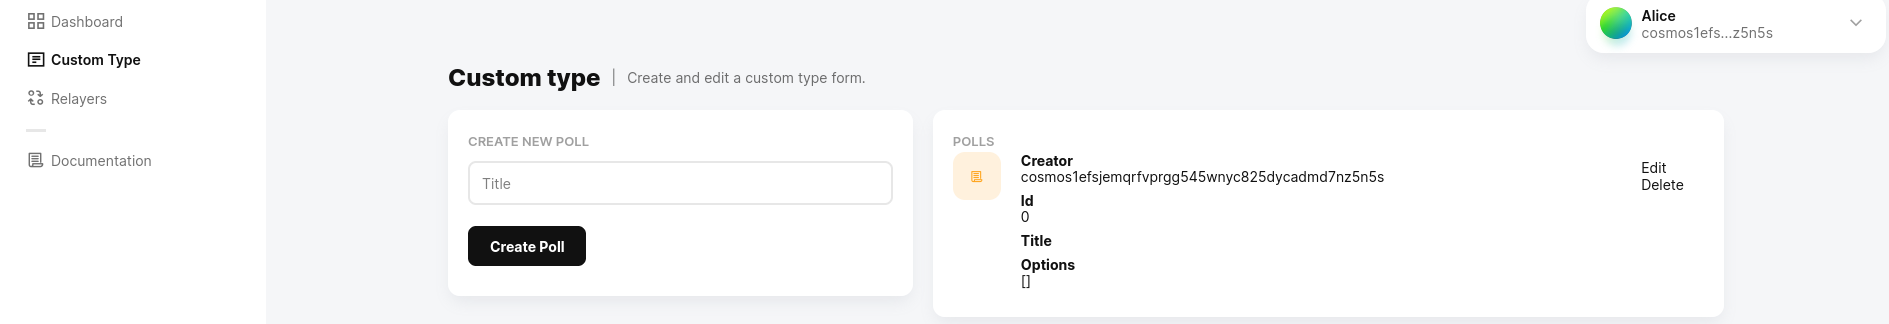 Dashboard
Custom Type
Relayers
Documentation
Alice
cosmos1efs...z5n5s
Custom type | Create and edit a custom type form.
CREATE NEW POLL
Title
Create Poll
POLLS
Creator
cosmos1efsjemqrfvprgg545wnyc825dycadmd7nz5n5s
Id
0
Title
Options
[]
Edit
Delete